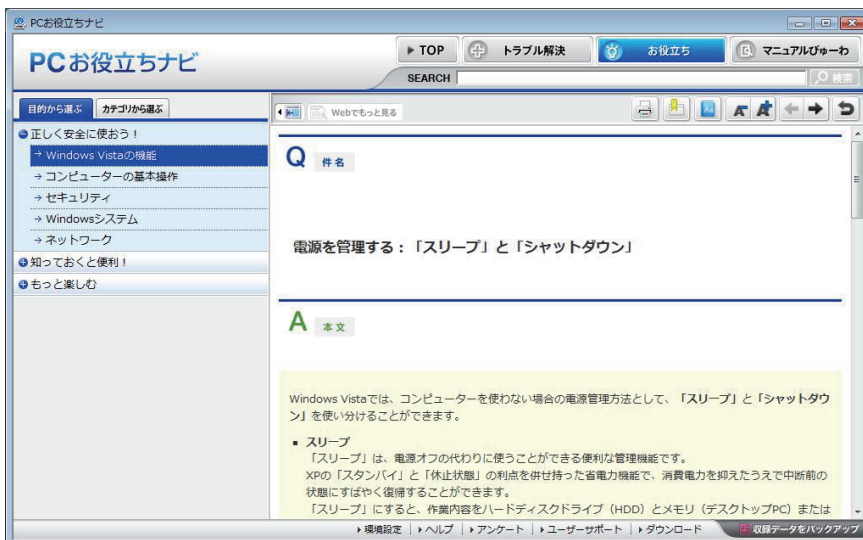 PCお役立ちナビ
PCお役立ちナビ
TOP
トラブル解決
お役立ち
マニュアルびゅーわ
SEARCH
検索
目的から選ぶ
カテゴリから選ぶ
Webでもっと見る
正しく安全に使おう！
→ Windows Vistaの機能
→ コンピューターの基本操作
→ セキュリティ
→ Windowsシステム
→ ネットワーク
知っておくと便利！
もっと楽しむ
Q 件名
電源を管理する：「スリープ」と「シャットダウン」
A 本文
Windows Vistaでは、コンピューターを使わない場合の電源管理方法として、「スリープ」と「シャットダウ
ン」を使い分けることができます。
■ スリープ
「スリープ」は、電源オフの代わりに使うことができる便利な管理機能です。
XPの「スタンバイ」と「休止状態」の利点を併せ持った省電力機能で、消費電力を抑えたうえで中断前の
状態にすばやく復帰することができます。
「スリープ」にすると、作業内容をハードディスクドライブ（HDD）とメモリ（デスクトップPC）または
環境設定
ヘルプ
アンケート
ユーザーサポート
ダウンロード
収録データをバックアップ